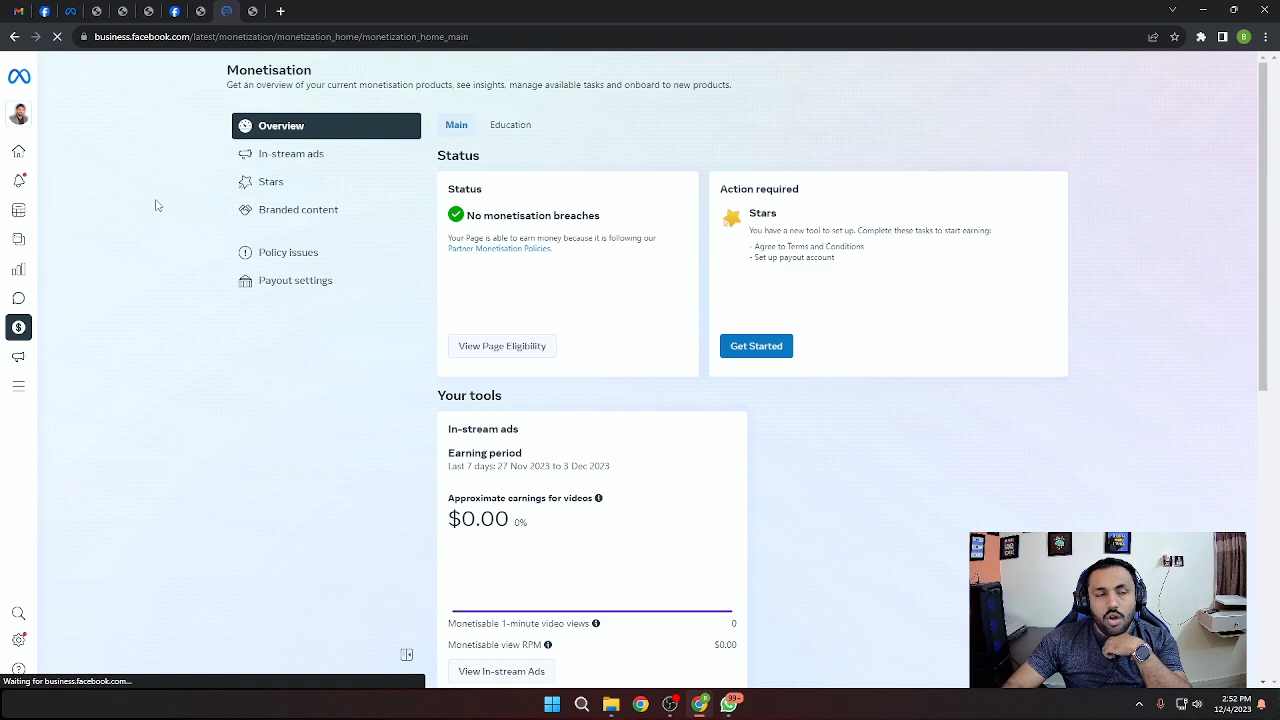 business.facebook.com/latest/monetization/monetization_home/monetization_home_main
B
Monetisation
Get an overview of your current monetisation products, see insights, manage available tasks and onboard to new products.
Overview
In-stream ads
Stars
Branded content
Policy issues
Payout settings
Main Education
Status
Status
No monetisation breaches
Your Page is able to earn money because it is following our
Partner Monetisation Policies.
View Page Eligibility
Action required
Stars
You have a new tool to set up. Complete these tasks to start earning:
- Agree to Terms and Conditions
- Set up payout account
Get Started
Your tools
In-stream ads
Earning period
Last 7 days: 27 Nov 2023 to 3 Dec 2023
Approximate earnings for videos
$0.00 0%
Monetisable 1-minute video views 0
Monetisable view RPM $0.00
View In-stream Ads
Waiting for business.facebook.com...
99+
2:52 PM
12/4/2023